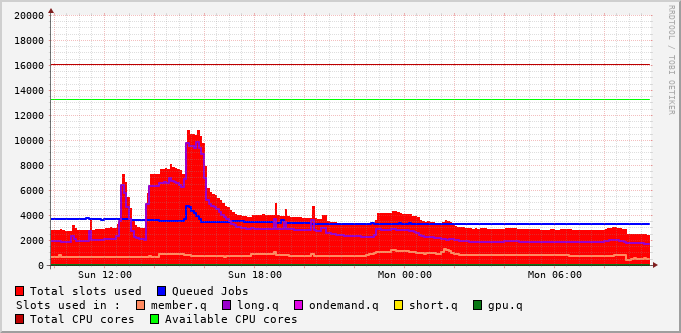 RRDTOOL / TOBI OETIKER
20000
18000
16000
14000
12000
10000
8000
6000
4000
2000
0
Sun 12:00 Sun 18:00 Mon 00:00 Mon 06:00
Total slots used Queued Jobs
Slots used in : member.q long.q ondemand.q short.q gpu.q
Total CPU cores Available CPU cores